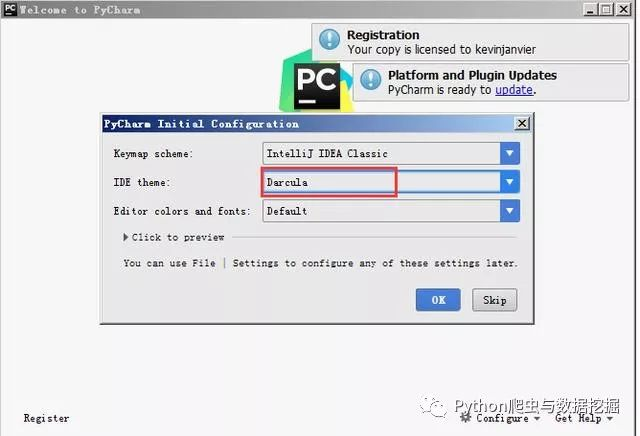 PC Welcome to PyCharm
Registration
Your copy is licensed to kevinjanvier
Platform and Plugin Updates
PyCharm is ready to update.
PC
PyCharm Initial Configuration
Keymap scheme: IntelliJ IDEA Classic
IDE theme: Darcula
Editor colors and fonts: Default
Click to preview
You can use File | Settings to configure any of these settings later.
OK Skip
Register Configure Get Help
Python爬虫与数据挖掘